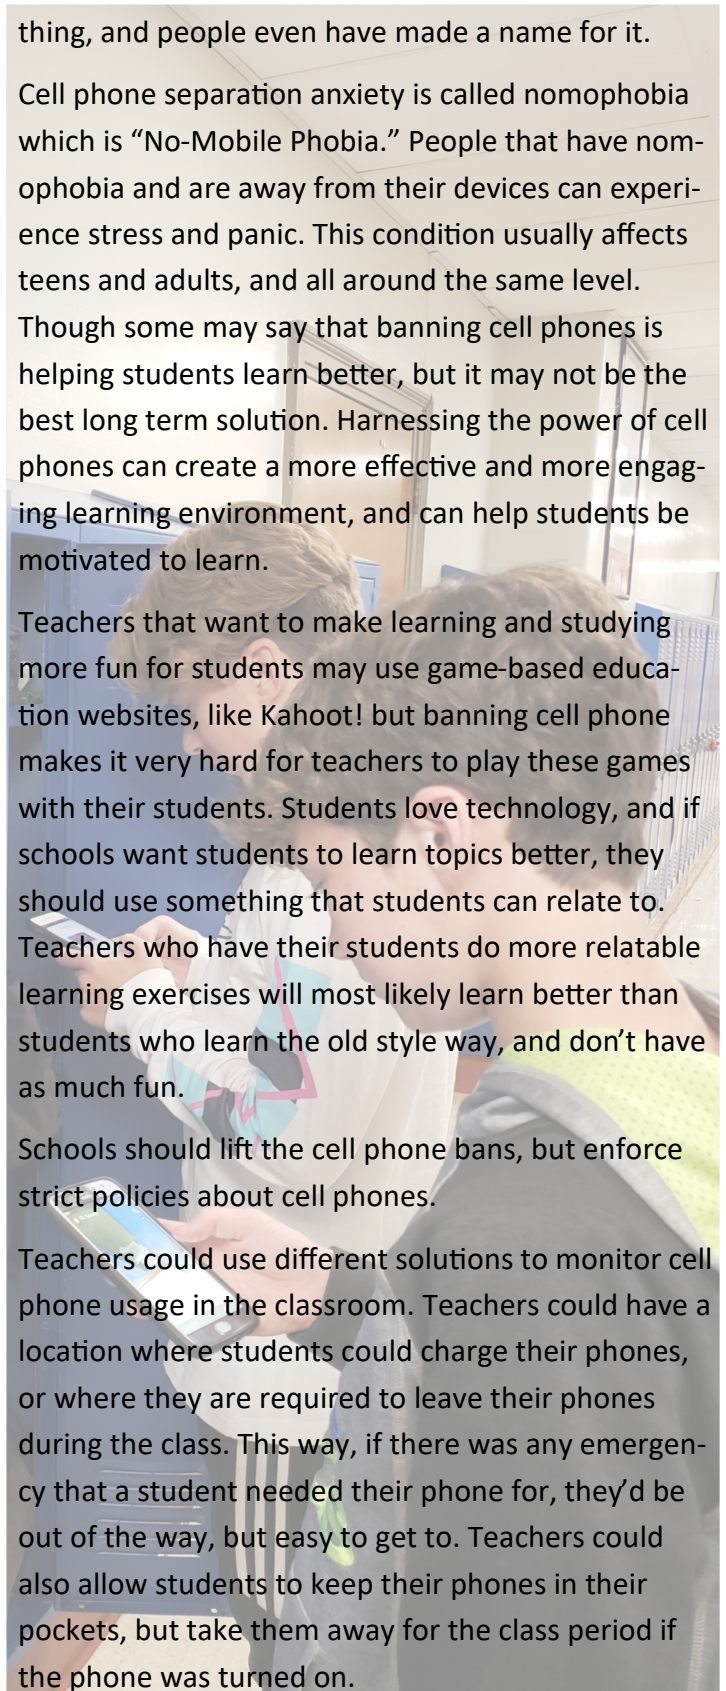 thing, and people even have made a name for it.
Cell phone separation anxiety is called nomophobia
which is “No-Mobile Phobia.” People that have nom-
ophobia and are away from their devices can experi-
ence stress and panic. This condition usually affects
teens and adults, and all around the same level.
Though some may say that banning cell phones is
helping students learn better, but it may not be the
best long term solution. Harnessing the power of cell
phones can create a more effective and more engag-
ing learning environment, and can help students be
motivated to learn.
Teachers that want to make learning and studying
more fun for students may use game-based educa-
tion websites, like Kahoot! but banning cell phone
makes it very hard for teachers to play these games
with their students. Students love technology, and if
schools want students to learn topics better, they
should use something that students can relate to.
Teachers who have their students do more relatable
learning exercises will most likely learn better than
students who learn the old style way, and don’t have
as much fun.
Schools should lift the cell phone bans, but enforce
strict policies about cell phones.
Teachers could use different solutions to monitor cell
phone usage in the classroom. Teachers could have a
location where students could charge their phones,
or where they are required to leave their phones
during the class. This way, if there was any emergen-
cy that a student needed their phone for, they’d be
out of the way, but easy to get to. Teachers could
also allow students to keep their phones in their
pockets, but take them away for the class period if
the phone was turned on.